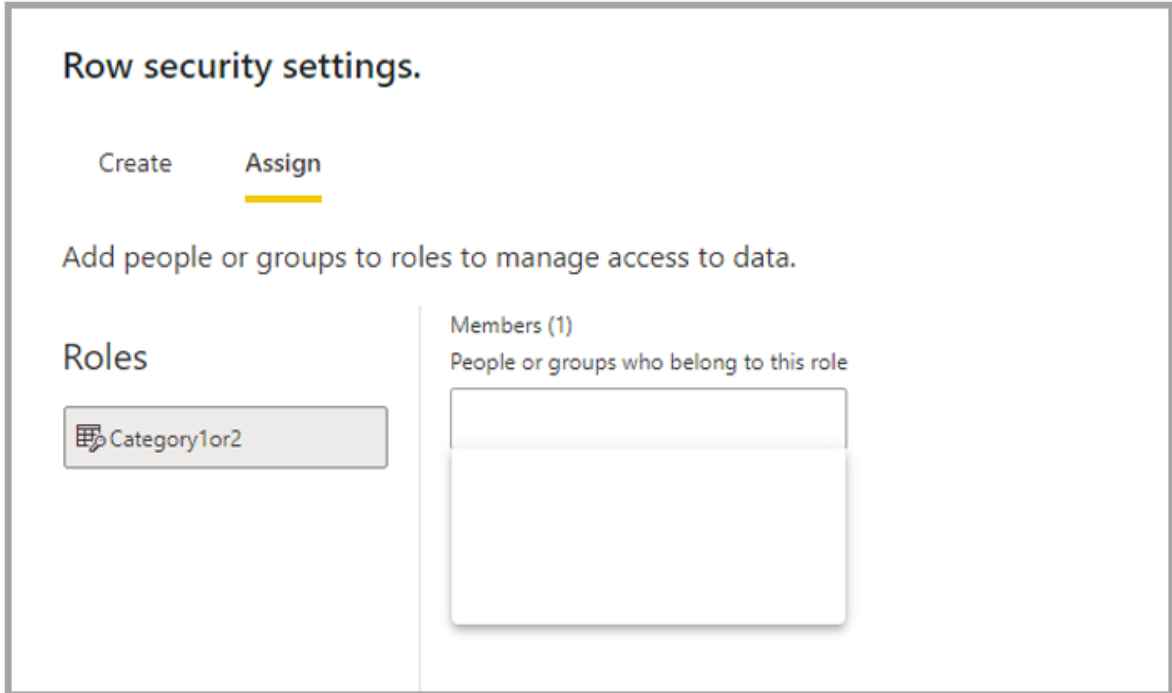 Row security settings.
Create Assign
Add people or groups to roles to manage access to data.
Roles
Category1or2
Members (1)
People or groups who belong to this role